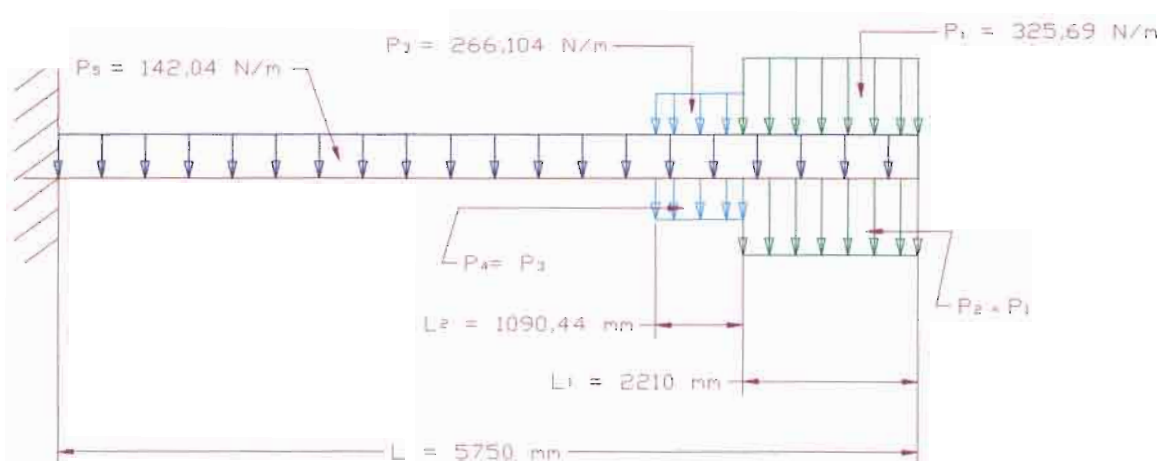 P1 = 325,69 N/m
P3 = 266,104 N/m
P5 = 142,04 N/m
P4= P3
P2 = P1
L2 = 1090,44 mm
L1 = 2210 mm
L = 5750 mm